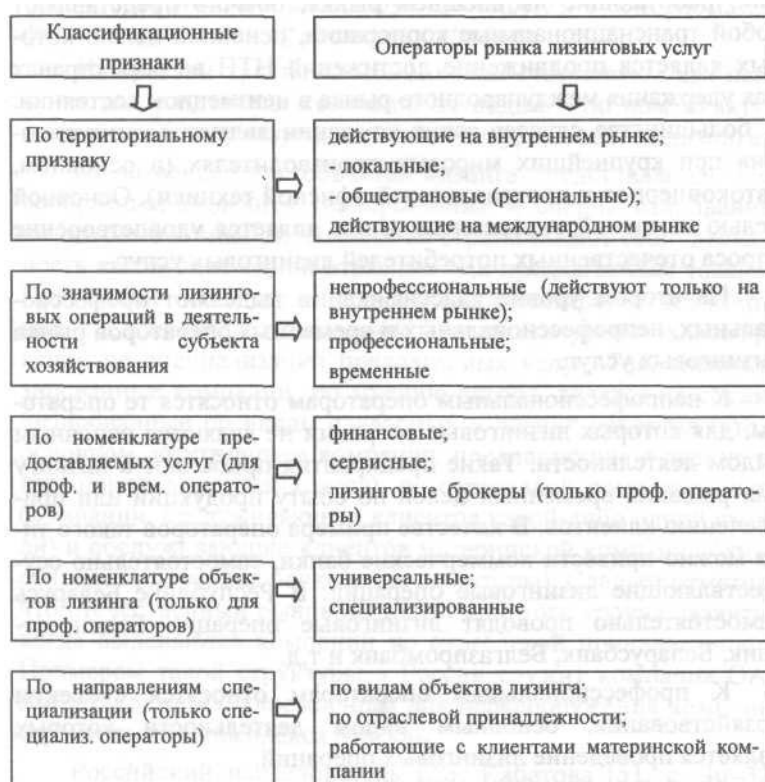 Классификационные
признаки
Операторы рынка лизинговых услуг
По территориальному
признаку
действующие на внутреннем рынке:
- локальные;
- общестрановые (региональные);
действующие на международном рынке
По значимости лизинго-
вых операций в деятель-
ности субъекта
хозяйствования
непрофессиональные (действуют только на
внутреннем рынке);
профессиональные;
временные
По номенклатуре пре-
доставляемых услуг (для
проф. и врем. операто-
ров)
финансовые;
сервисные;
лизинговые брокеры (только проф. операто-
ры)
По номенклатуре объек-
тов лизинга (только для
проф. операторов)
универсальные;
специализированные
По направлениям спе-
циализации (только спе-
циализ. операторы)
по видам объектов лизинга;
по отраслевой принадлежности;
работающие с клиентами материнской ком-
пании